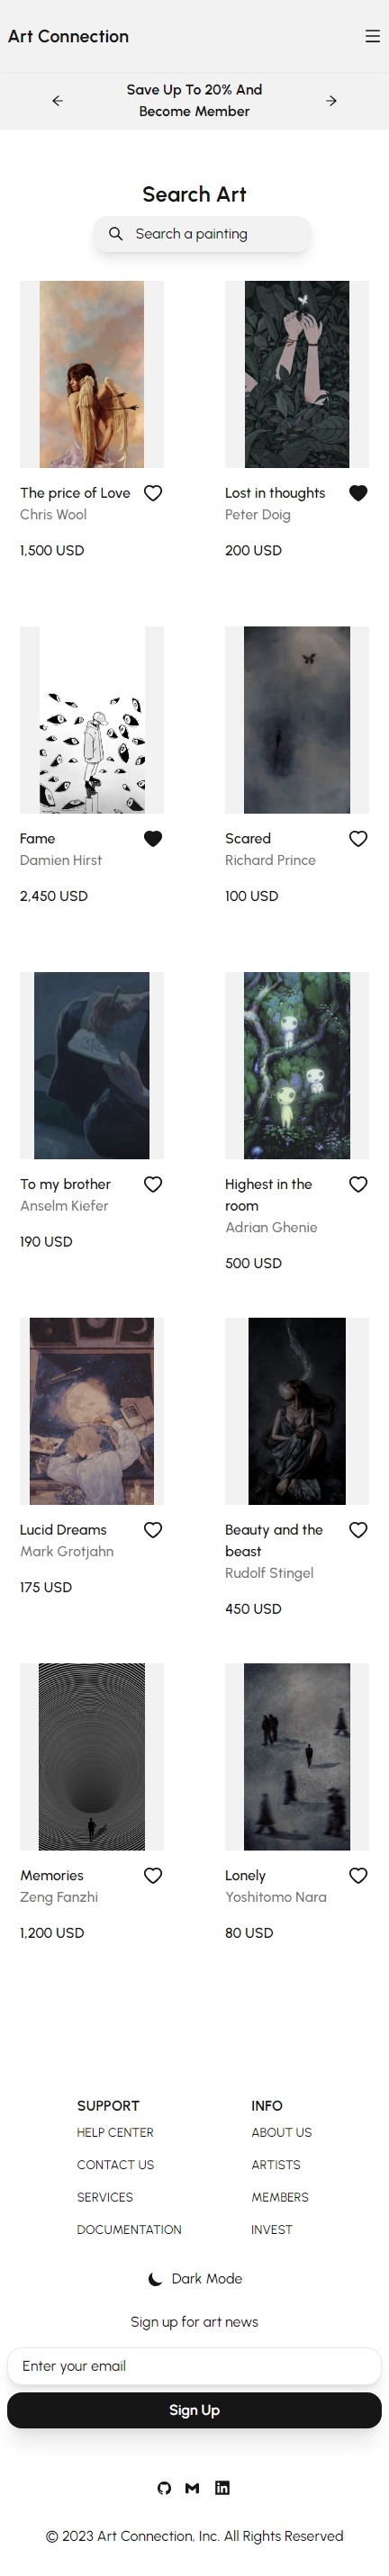 Art Connection
Save Up To 20% And
Become Member
Search Art
Search a painting
The price of Love
Chris Wool
1,500 USD
Lost in thoughts
Peter Doig
200 USD
Fame
Damien Hirst
2,450 USD
Scared
Richard Prince
100 USD
To my brother
Anselm Kiefer
190 USD
Highest in the
room
Adrian Ghenie
500 USD
Lucid Dreams
Mark Grotjahn
175 USD
Beauty and the
beast
Rudolf Stingel
450 USD
Memories
Zeng Fanzhi
1,200 USD
Lonely
Yoshitomo Nara
80 USD
SUPPORT
HELP CENTER
CONTACT US
SERVICES
DOCUMENTATION
INFO
ABOUT US
ARTISTS
MEMBERS
INVEST
Dark Mode
Sign up for art news
Enter your email
Sign Up
© 2023 Art Connection, Inc. All Rights Reserved